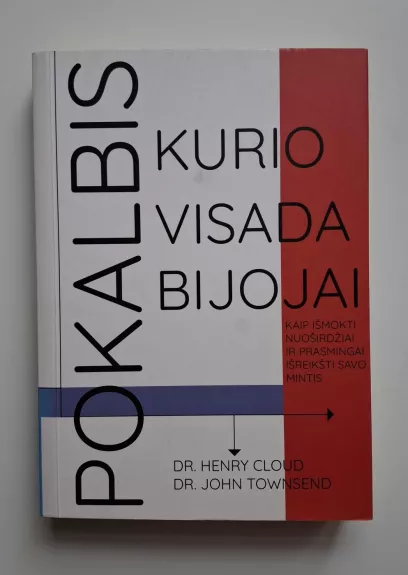 POKALBIS
KURIO
VISADA
BIJOJAI
KAIP IŠMOKTI
NUOŠIRDŽIAI
IR PRASMINGAI
IŠREIKŠTI SAVO
MINTIS
DR. HENRY CLOUD
DR. JOHN TOWNSEND